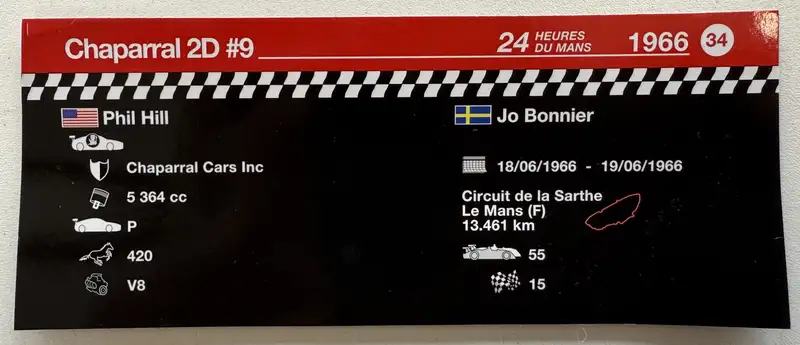 Chaparral 2D #9
24 HEURES DU MANS
1966
34
Phil Hill
Chaparral Cars Inc
5 364 cc
P
420
V8
Jo Bonnier
18/06/1966 - 19/06/1966
Circuit de la Sarthe
Le Mans (F)
13.461 km
55
15